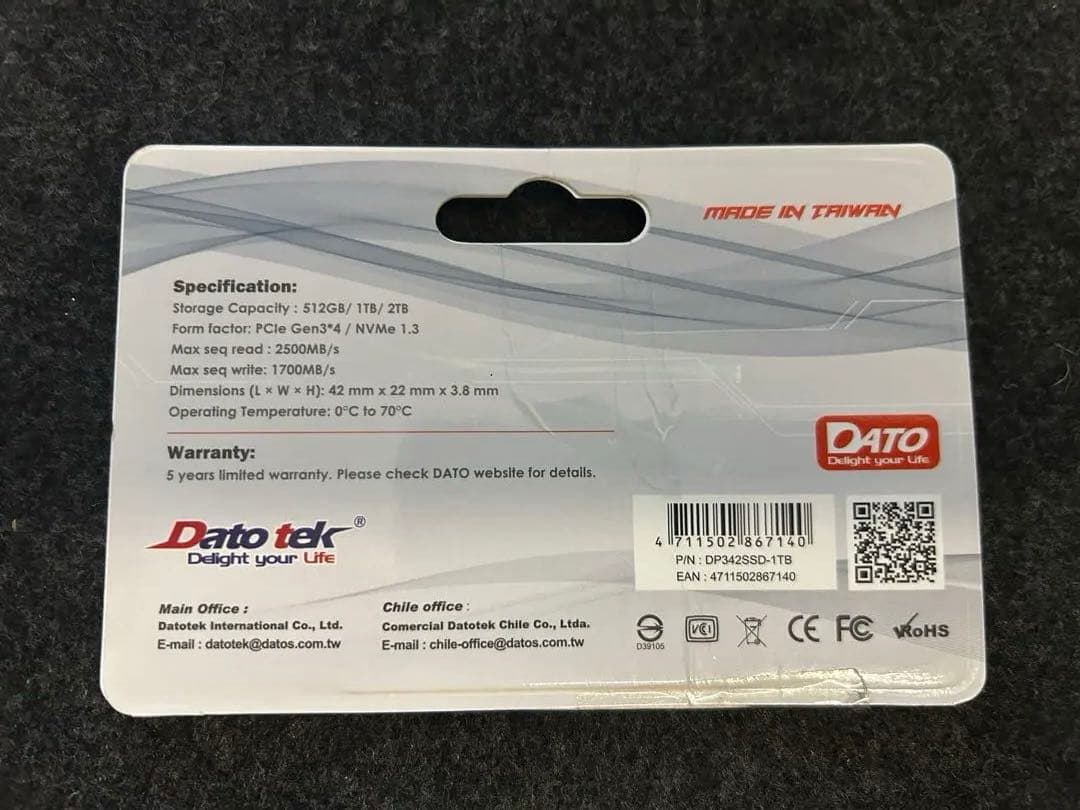 MADE IN TAIWAN
Specification:
Storage Capacity : 512GB/ 1TB/ 2TB
Form factor: PCIe Gen3*4 / NVMe 1.3
Max seq read : 2500MB/s
Max seq write: 1700MB/s
Dimensions (L × W × H): 42 mm x 22 mm x 3.8 mm
Operating Temperature: 0°C to 70°C
DATO
Delight your Life
Warranty:
5 years limited warranty. Please check DATO website for details.
Dato tek®
Delight your Life
4 711502 867140
P/N : DP342SSD-1TB
EAN : 4711502867140
Main Office :
Datotek International Co., Ltd.
E-mail : datotek@datos.com.tw
Chile office :
Comercial Datotek Chile Co., Ltda.
E-mail : chile-office@datos.com.tw
D39105
VCI
CE FC RoHS